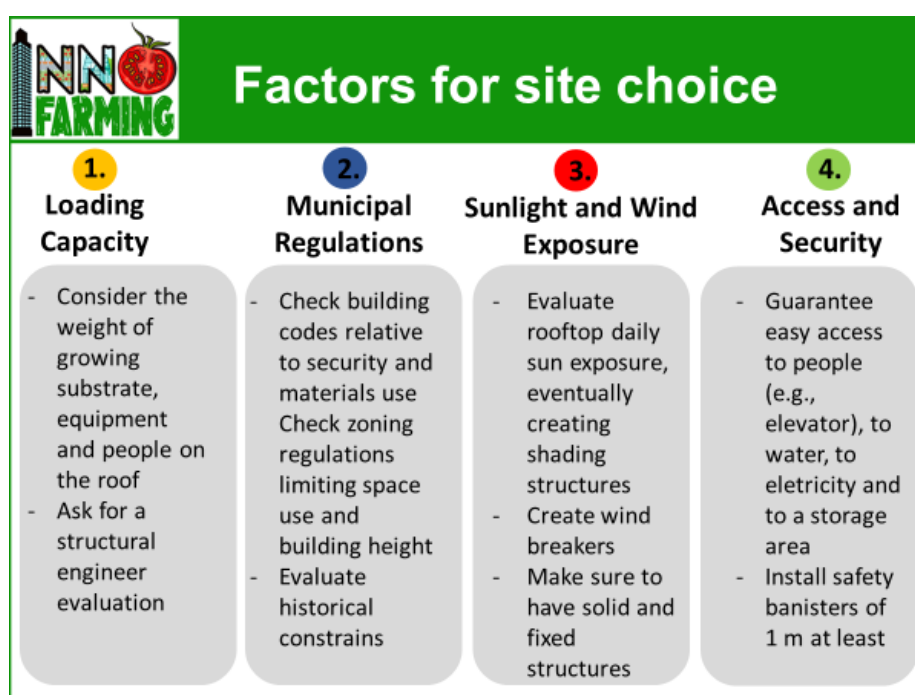 INNO
FARMING
Factors for site choice
1.
Loading
Capacity
- Consider the
weight of
growing
substrate,
equipment
and people on
the roof
- Ask for a
structural
engineer
evaluation
2.
Municipal
Regulations
- Check building
codes relative
to security and
materials use
Check zoning
regulations
limiting space
use and
building height
- Evaluate
historical
constrains
3.
Sunlight and Wind
Exposure
- Evaluate
rooftop daily
sun exposure,
eventually
creating
shading
structures
- Create wind
breakers
- Make sure to
have solid and
fixed
structures
4.
Access and
Security
- Guarantee
easy access
to people
(e.g.,
elevator), to
water, to
eletricity and
to a storage
area
- Install safety
banisters of
1 m at least